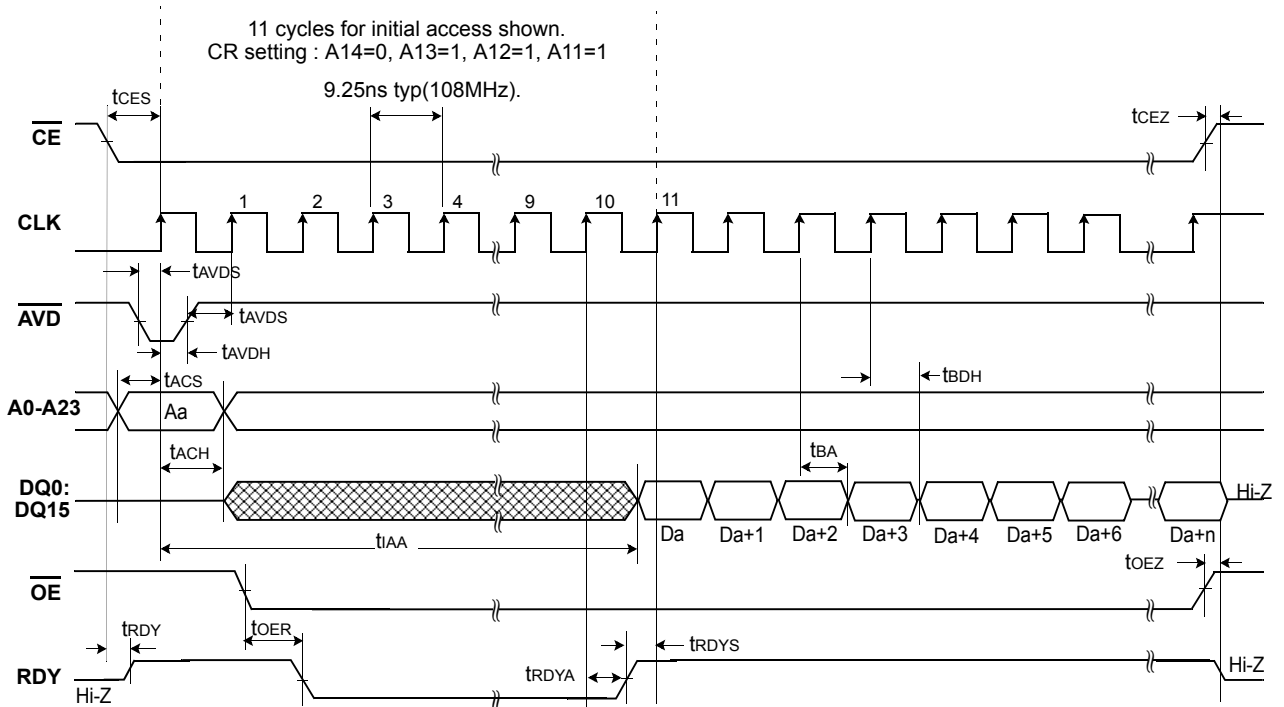 11 cycles for initial access shown.
CR setting : A14=0, A13=1, A12=1, A11=1
9.25ns typ(108MHz).
tCES
tCEZ
CE
1 2 3 4 9 10 11
CLK
tAVDS
AVD
tAVDS
tAVDH
tACS
tBDH
A0-A23
Aa
tACH
tBA
DQ0:
DQ15
Hi-Z
tIAA
Da Da+1 Da+2 Da+3 Da+4 Da+5 Da+6 Da+n
tOEZ
OE
tRDY
tOER
tRDYS
RDY
tRDYA
Hi-Z
Hi-Z